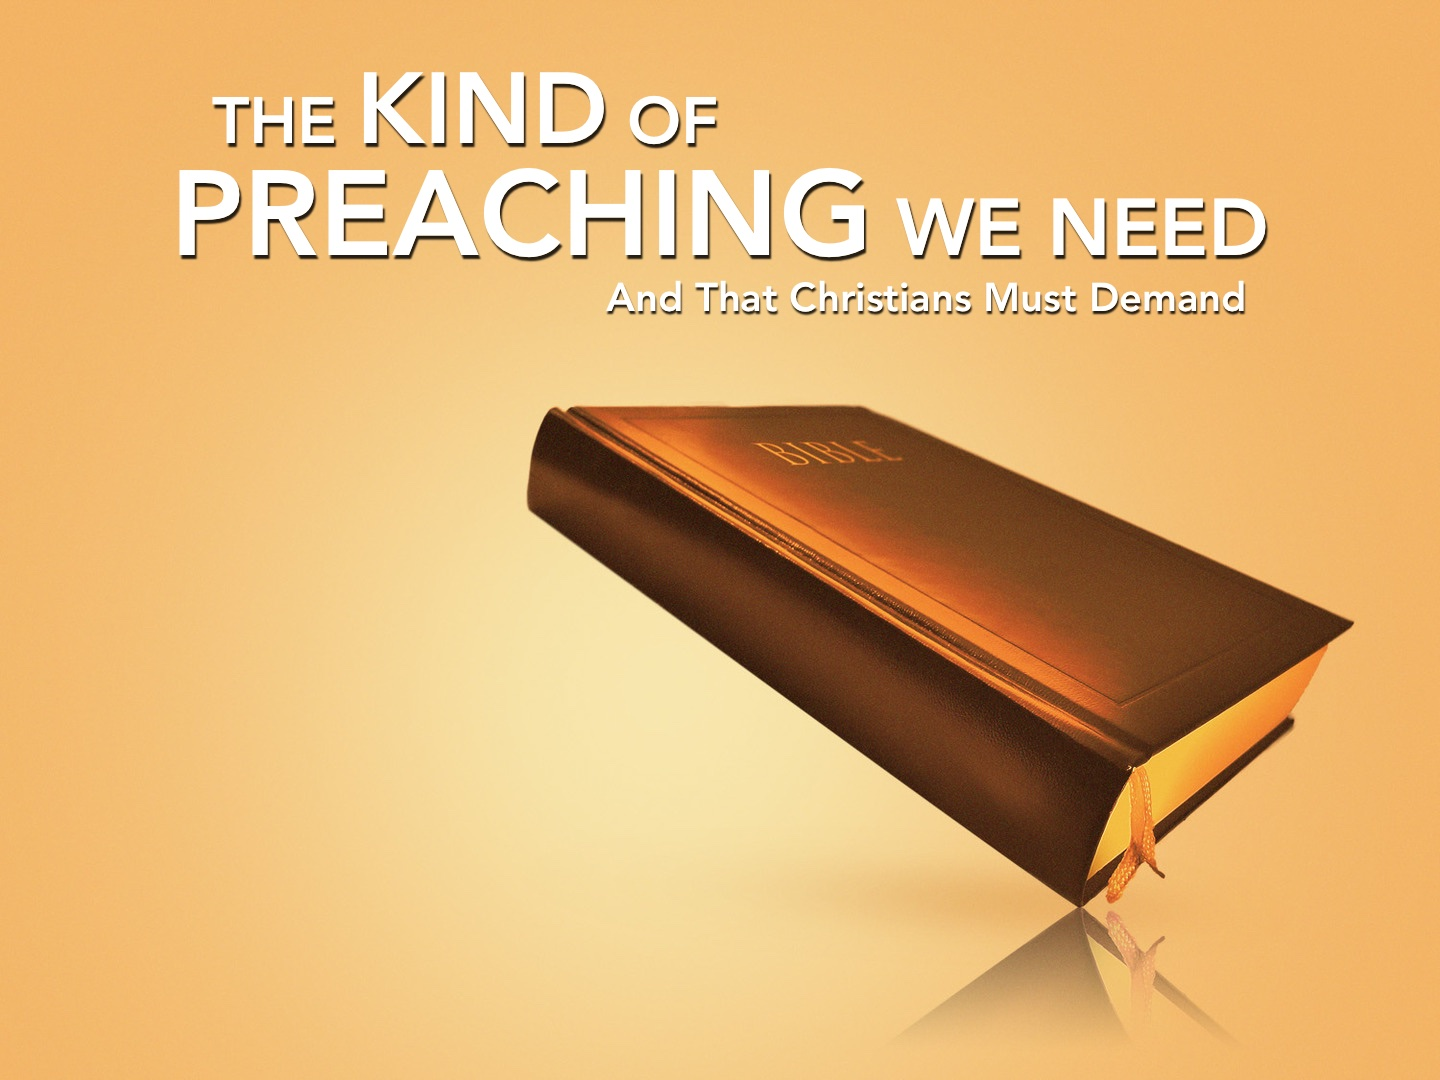 THE KIND OF
PREACHING WE NEED
And That Christians Must Demand
BIBLE